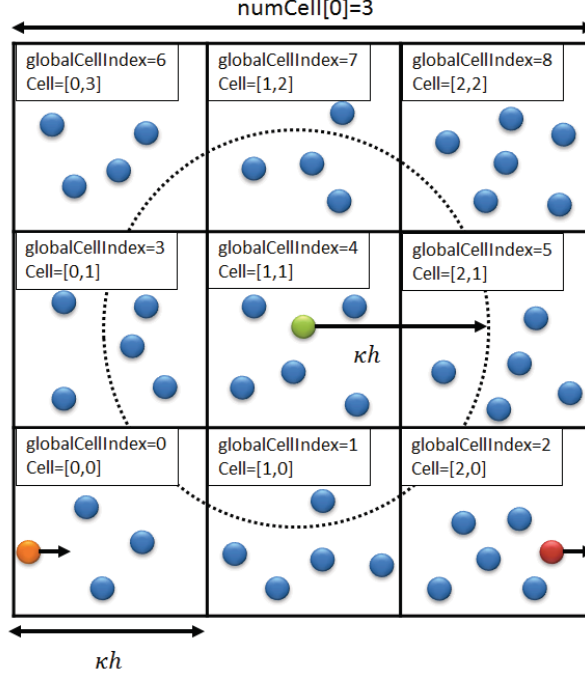 numCell[0]=3
globalCellIndex=6
Cell=[0,3]
globalCellIndex=7
Cell=[1,2]
globalCellIndex=8
Cell=[2,2]
globalCellIndex=3
Cell=[0,1]
globalCellIndex=4
Cell=[1,1]
globalCellIndex=5
Cell=[2,1]
κh
globalCellIndex=0
Cell=[0,0]
globalCellIndex=1
Cell=[1,0]
globalCellIndex=2
Cell=[2,0]
κh